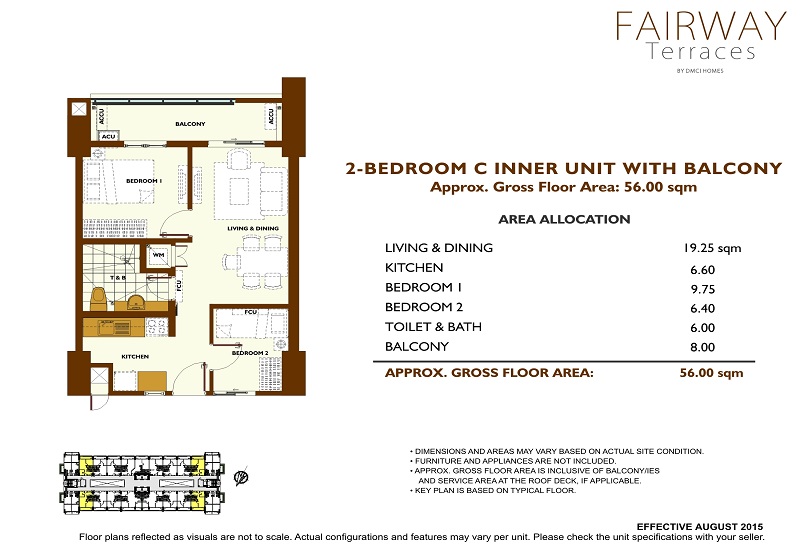 FAIRWAY
Terraces
BY DMCI HOMES
ACCU
BALCONY
ACCU
ACU
BEDROOM 1
LIVING & DINING
WM
T & B
FCU
FCU
KITCHEN
BEDROOM 2
2-BEDROOM C INNER UNIT WITH BALCONY
Approx. Gross Floor Area: 56.00 sqm
AREA ALLOCATION
LIVING & DINING 19.25 sqm
KITCHEN 6.60
BEDROOM 1 9.75
BEDROOM 2 6.40
TOILET & BATH 6.00
BALCONY 8.00
APPROX. GROSS FLOOR AREA: 56.00 sqm
• DIMENSIONS AND AREAS MAY VARY BASED ON ACTUAL SITE CONDITION.
• FURNITURE AND APPLIANCES ARE NOT INCLUDED.
• APPROX. GROSS FLOOR AREA IS INCLUSIVE OF BALCONY/IES
AND SERVICE AREA AT THE ROOF DECK, IF APPLICABLE.
• KEY PLAN IS BASED ON TYPICAL FLOOR.
EFFECTIVE AUGUST 2015
Floor plans reflected as visuals are not to scale. Actual configurations and features may vary per unit. Please check the unit specifications with your seller.